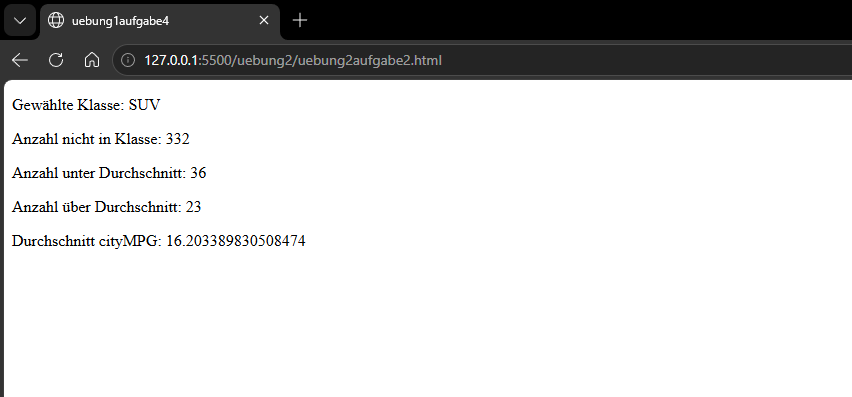 uebung1aufgabe4
127.0.0.1:5500/uebung2/uebung2aufgabe2.html
Gewählte Klasse: SUV
Anzahl nicht in Klasse: 332
Anzahl unter Durchschnitt: 36
Anzahl über Durchschnitt: 23
Durchschnitt cityMPG: 16.203389830508474